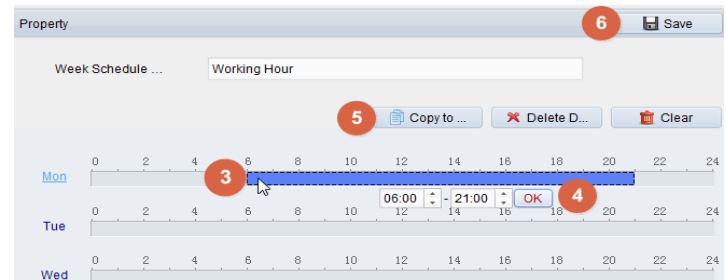 Property 6 Save
Week Schedule ... Working Hour
5 Copy to ... Delete D... Clear
0 2 4 6 8 10 12 14 16 18 20 22 24
Mon 3
06:00 - 21:00 OK 4
0 2 4 6 8 10 12 14 16 18 20 22 24
Tue
0 2 4 6 8 10 12 14 16 18 20 22 24
Wed